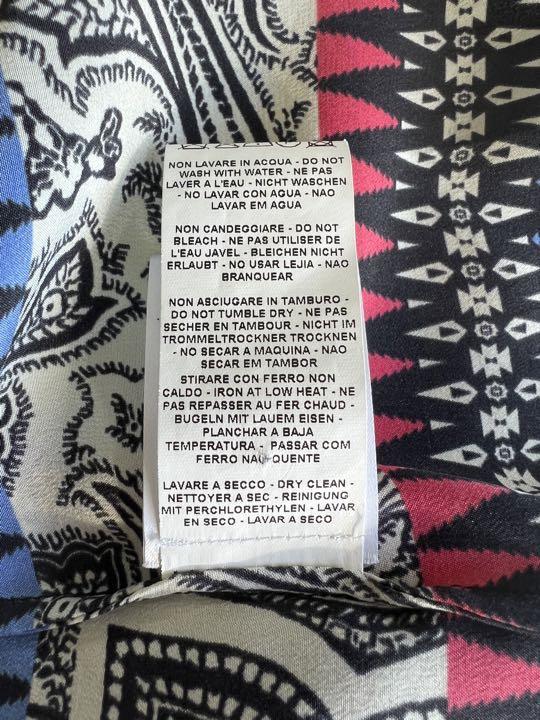 NON LAVARE IN ACQUA - DO NOT
WASH WITH WATER - NE PAS
LAVER A L'EAU - NICHT WASCHEN
- NO LAVAR CON AGUA - NAO
LAVAR EM AGUA
NON CANDEGGIARE - DO NOT
BLEACH - NE PAS UTILISER DE
L'EAU JAVEL - BLEICHEN NICHT
ERLAUBT - NO USAR LEJIA - NAO
BRANQUEAR
NON ASCIUGARE IN TAMBURO -
DO NOT TUMBLE DRY - NE PAS
SECHER EN TAMBOUR - NICHT IM
TROMMELTROCKNER TROCKNEN
- NO SECAR A MAQUINA - NAO
SECAR EM TAMBOR
STIRARE CON FERRO NON
CALDO - IRON AT LOW HEAT - NE
PAS REPASSER AU FER CHAUD -
BUGELN MIT LAUEM EISEN -
PLANCHAR A BAJA
TEMPERATURA - PASSAR COM
FERRO NAO QUENTE
LAVARE A SECCO - DRY CLEAN -
NETTOYER A SEC - REINIGUNG
MIT PERCHLORETHYLEN - LAVAR
EN SECO - LAVAR A SECO